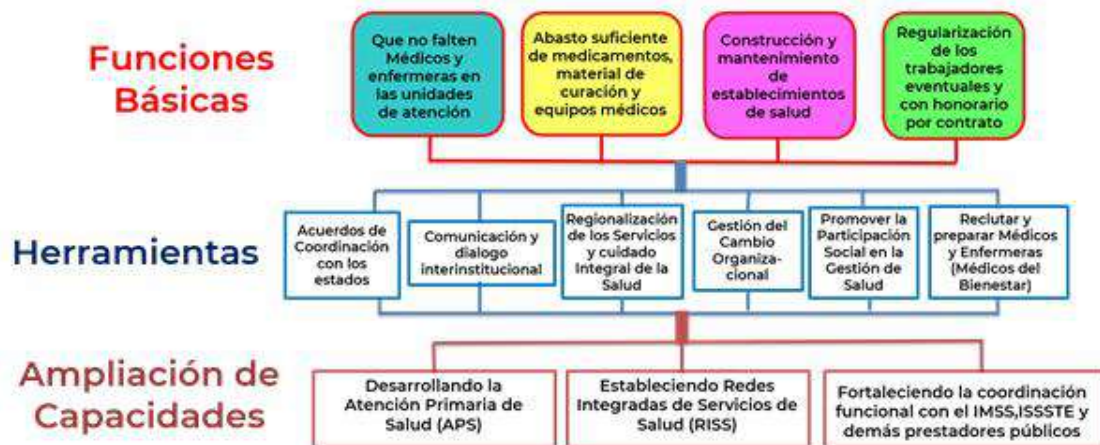 Funciones
Básicas
Que no falten
Médicos y
enfermeras en
las unidades
de atención
Abasto suficiente
de medicamentos,
material de
curación y
equipos médicos
Construcción y
mantenimiento
de
establecimientos
de salud
Regularización
de los
trabajadores
eventuales y
con honorario
por contrato
Herramientas
Acuerdos de
Coordinación
con los
estados
Comunicación y
dialogo
interinstitucional
Regionalización
de los Servicios
y cuidado
Integral de la
Salud
Gestión del
Cambio
Organiza-
cional
Promover la
Participación
Social en la
Gestión de
Salud
Reclutar y
preparar Médicos
y Enfermeras
(Médicos del
Bienestar)
Ampliación de
Capacidades
Desarrollando la
Atención Primaria de
Salud (APS)
Estableciendo Redes
Integradas de Servicios de
Salud (RISS)
Fortaleciendo la coordinación
funcional con el IMSS,ISSSTE y
demás prestadores públicos